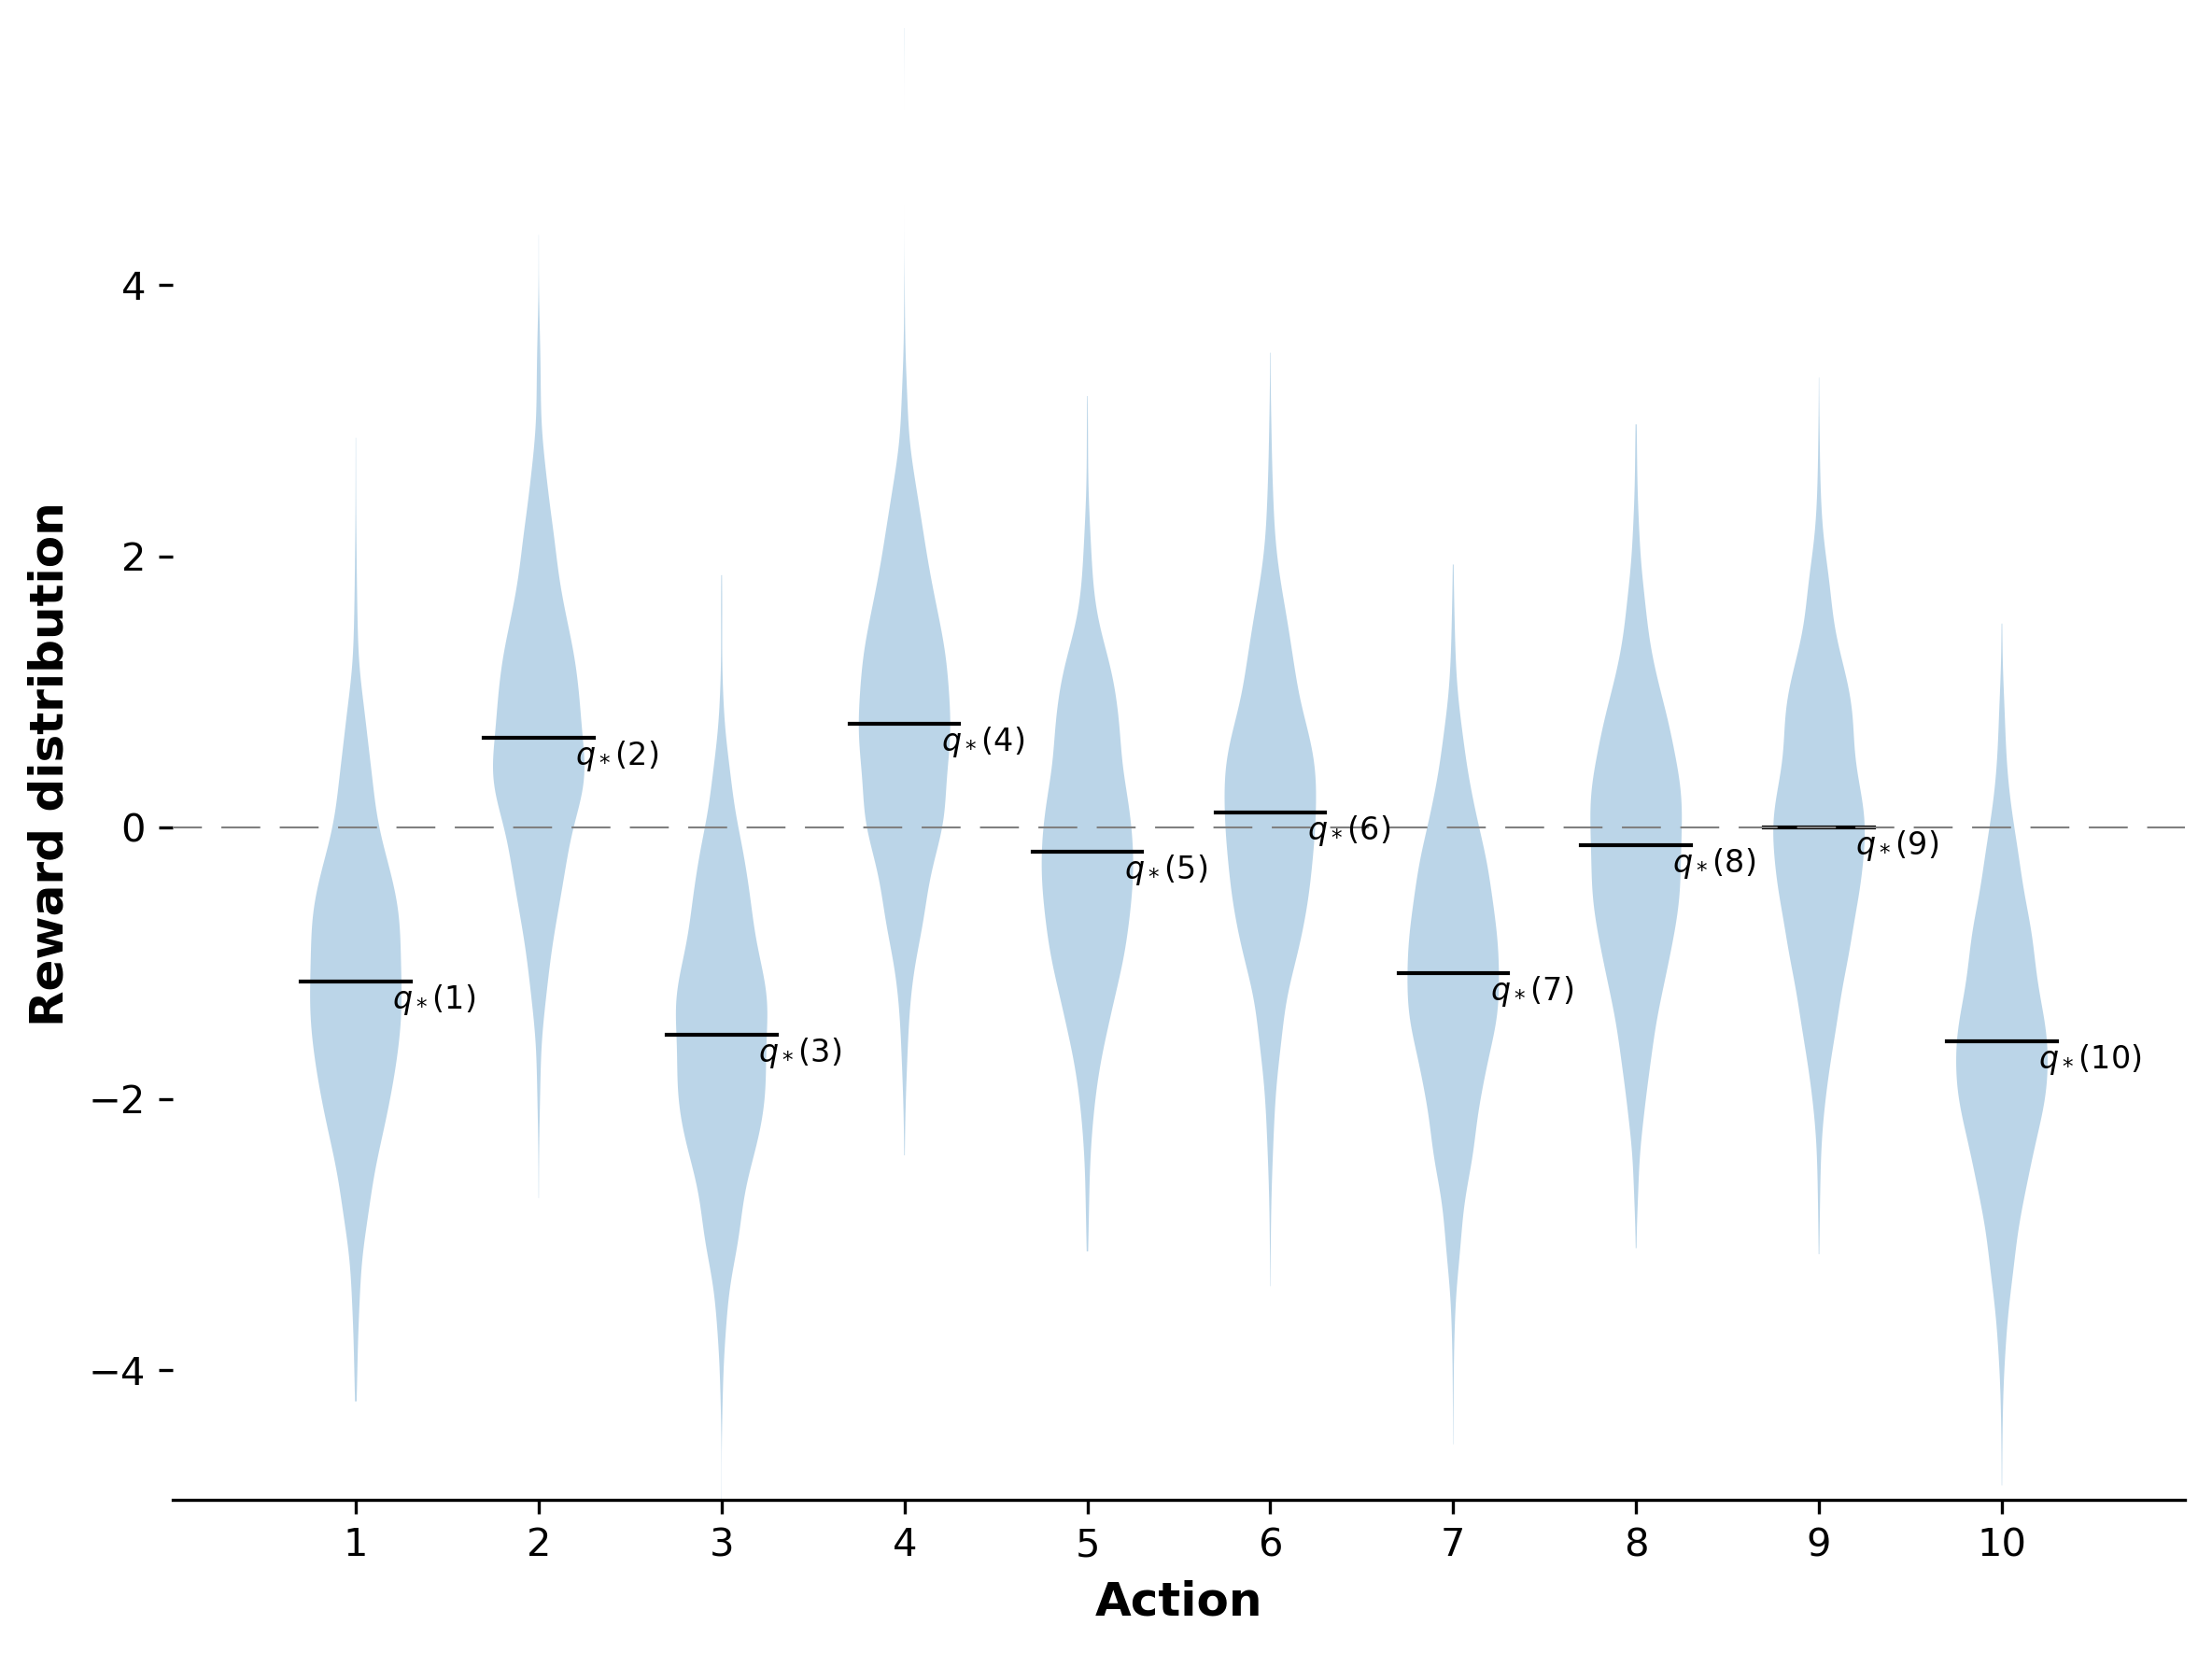 Reward distribution
4
2
0
−2
−4
q*(1)
q*(2)
q*(3)
q*(4)
q*(5)
q*(6)
q*(7)
q*(8)
q*(9)
q*(10)
1 2 3 4 5 6 7 8 9 10
Action